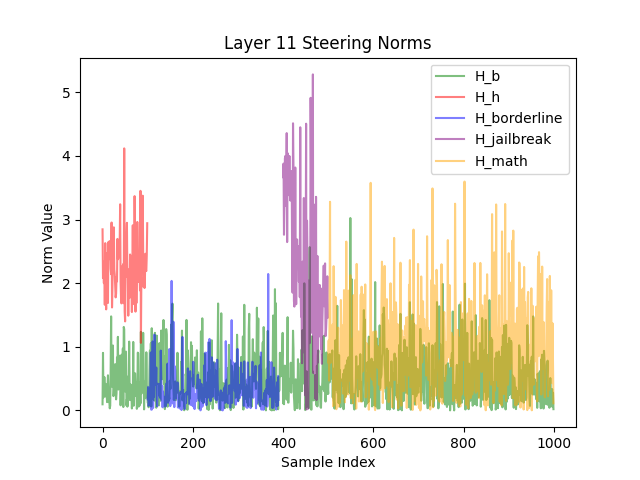 Layer 11 Steering Norms
Norm Value
5
4
3
2
1
0
H_b
H_h
H_borderline
H_jailbreak
H_math
0 200 400 600 800 1000
Sample Index